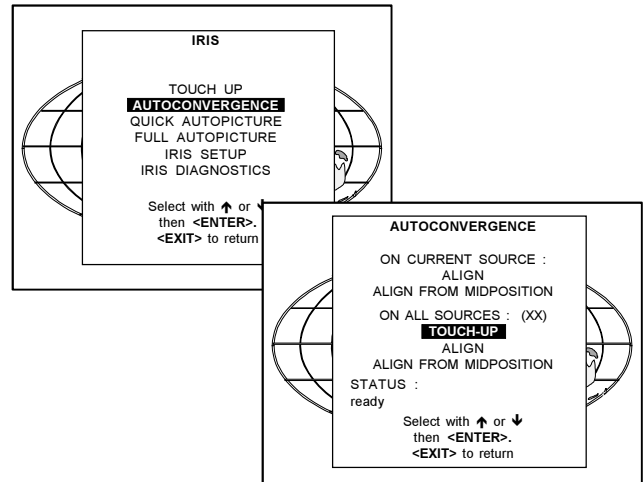 IRIS
TOUCH UP
AUTOCONVERGENCE
QUICK AUTOPICTURE
FULL AUTOPICTURE
IRIS SETUP
IRIS DIAGNOSTICS
Select with ↑ or
then <ENTER>.
<EXIT> to return
AUTOCONVERGENCE
ON CURRENT SOURCE :
ALIGN
ALIGN FROM MIDPOSITION
ON ALL SOURCES : (XX)
TOUCH-UP
ALIGN
ALIGN FROM MIDPOSITION
STATUS :
ready
Select with ↑ or ↓
then <ENTER>.
<EXIT> to return